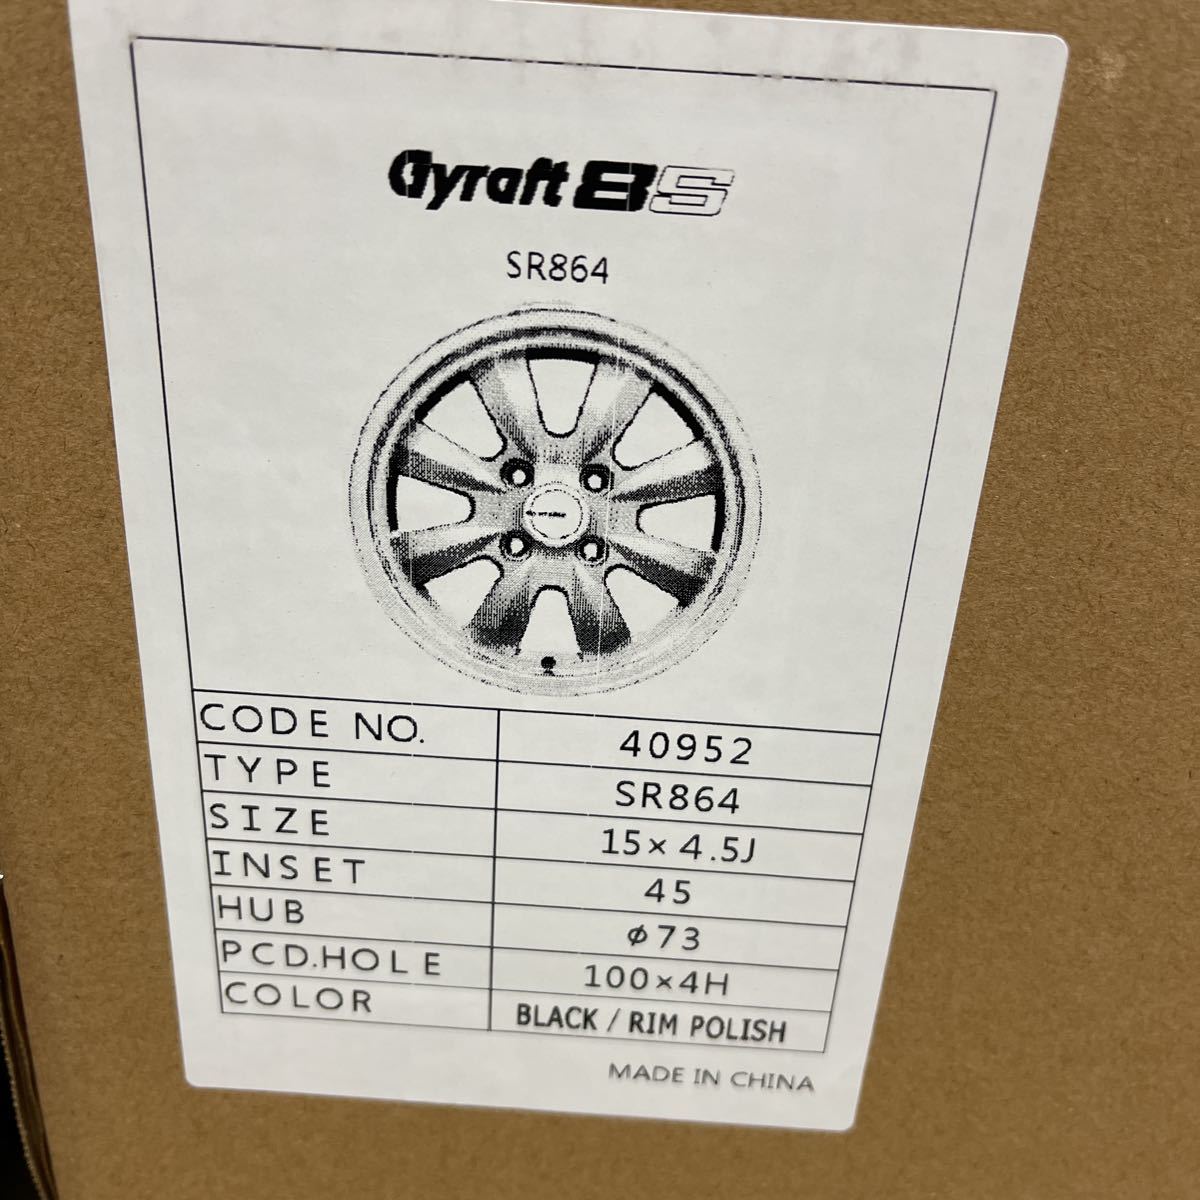 Gyraft 8S
SR864
CODE NO. 40952
TYPE SR864
SIZE 15×4.5J
INSET 45
HUB φ73
PCD.HOLE 100×4H
COLOR BLACK / RIM POLISH
MADE IN CHINA